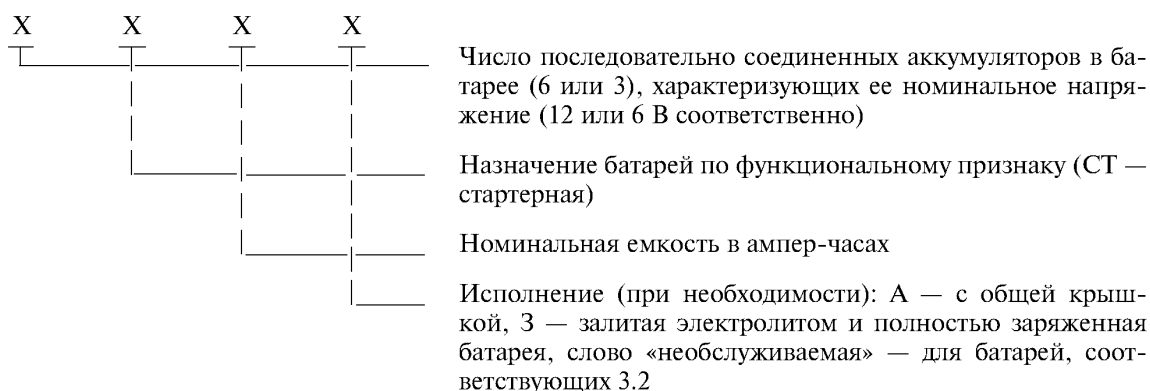 X X X X
Число последовательно соединенных аккумуляторов в ба-
тарее (6 или 3), характеризующих ее номинальное напря-
жение (12 или 6 В соответственно)
Назначение батарей по функциональному признаку (СТ —
стартерная)
Номинальная емкость в ампер-часах
Исполнение (при необходимости): А — с общей крыш-
кой, З — залитая электролитом и полностью заряженная
батарея, слово «необслуживаемая» — для батарей, соот-
ветствующих 3.2